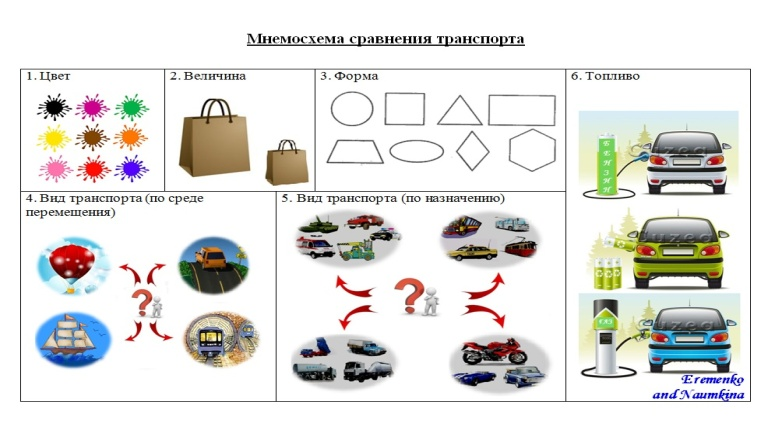 Мнемосхема сравнения транспорта
1. Цвет
2. Величина
3. Форма
6. Топливо
БЕНЗИН
4. Вид транспорта (по среде
перемещения)
5. Вид транспорта (по назначению)
Eremenko
and Naumkina